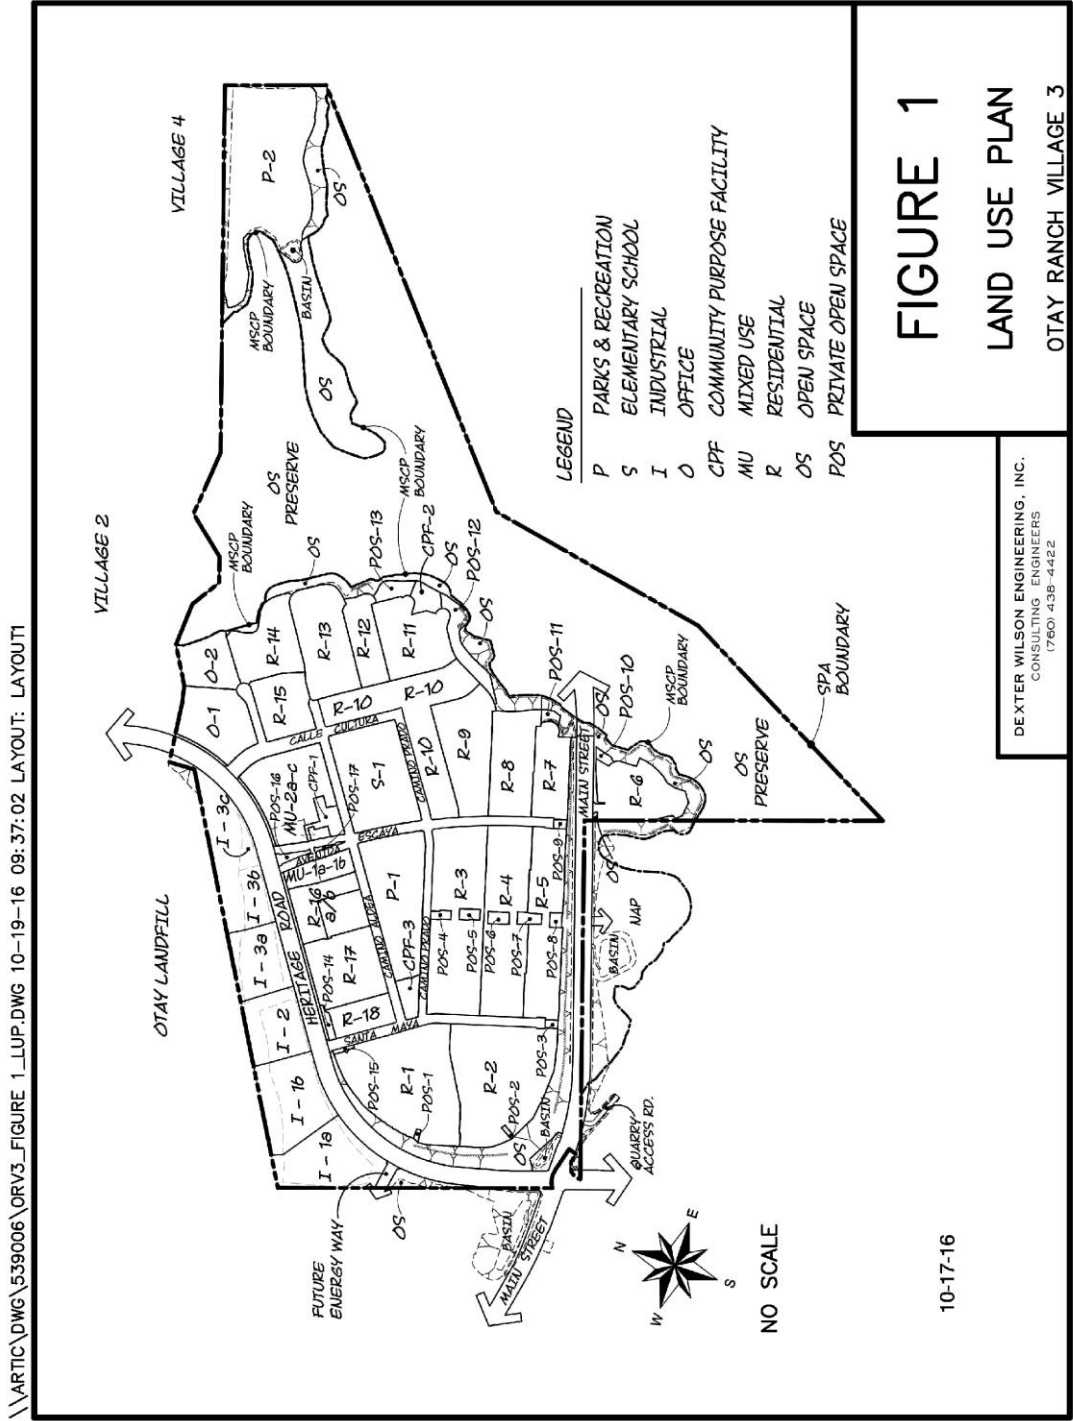 \\ARTIC\DWG\539006\ORV3_FIGURE 1_LUP.DWG 10-19-16 09:37:02 LAYOUT: LAYOUT1
VILLAGE 4
VILLAGE 2
OTAY LANDFILL
P-2
OS
BASIN
MSCP
BOUNDARY
OS
OS
PRESERVE
MSCP
BOUNDARY
OS
MSCP
BOUNDARY
POS-13
CPF-2
OS
POS-12
OS
O-2
O-1
R-14
R-13
R-12
R-11
R-15
R-10
R-10
R-10
CALLE CULTURA
CAMINO PRADO
R-9
R-8
R-7
POS-11
MAIN STREET
OS
POS-10
MSCP
BOUNDARY
R-6
OS
OS
PRESERVE
SPA
BOUNDARY
I - 3c
I - 3b
I - 3a
I - 2
I - 1b
I - 1a
HERITAGE ROAD
POS-16
MU-2a-c
CPF-1
POS-17
S-1
AVENIDA ESCAYA
MU-1a-1b
R-16
a/b
P-1
CAMINO ALDEA
CPF-3
CAMINO PRADO
POS-14
R-17
R-18
SANTA MAYA
R-3
R-4
R-5
POS-4
POS-5
POS-6
POS-7
POS-8
POS-9
OS
NAP
BASIN
POS-15
R-1
POS-1
R-2
POS-2
POS-3
OS
BASIN
QUARRY
ACCESS RD.
FUTURE
ENERGY WAY
OS
BASIN
MAIN STREET
N
E
S
W
NO SCALE
10-17-16
LEGEND
P PARKS & RECREATION
S ELEMENTARY SCHOOL
I INDUSTRIAL
O OFFICE
CPF COMMUNITY PURPOSE FACILITY
MU MIXED USE
R RESIDENTIAL
OS OPEN SPACE
POS PRIVATE OPEN SPACE
DEXTER WILSON ENGINEERING, INC.
CONSULTING ENGINEERS
(760) 438-4422
FIGURE 1
LAND USE PLAN
OTAY RANCH VILLAGE 3